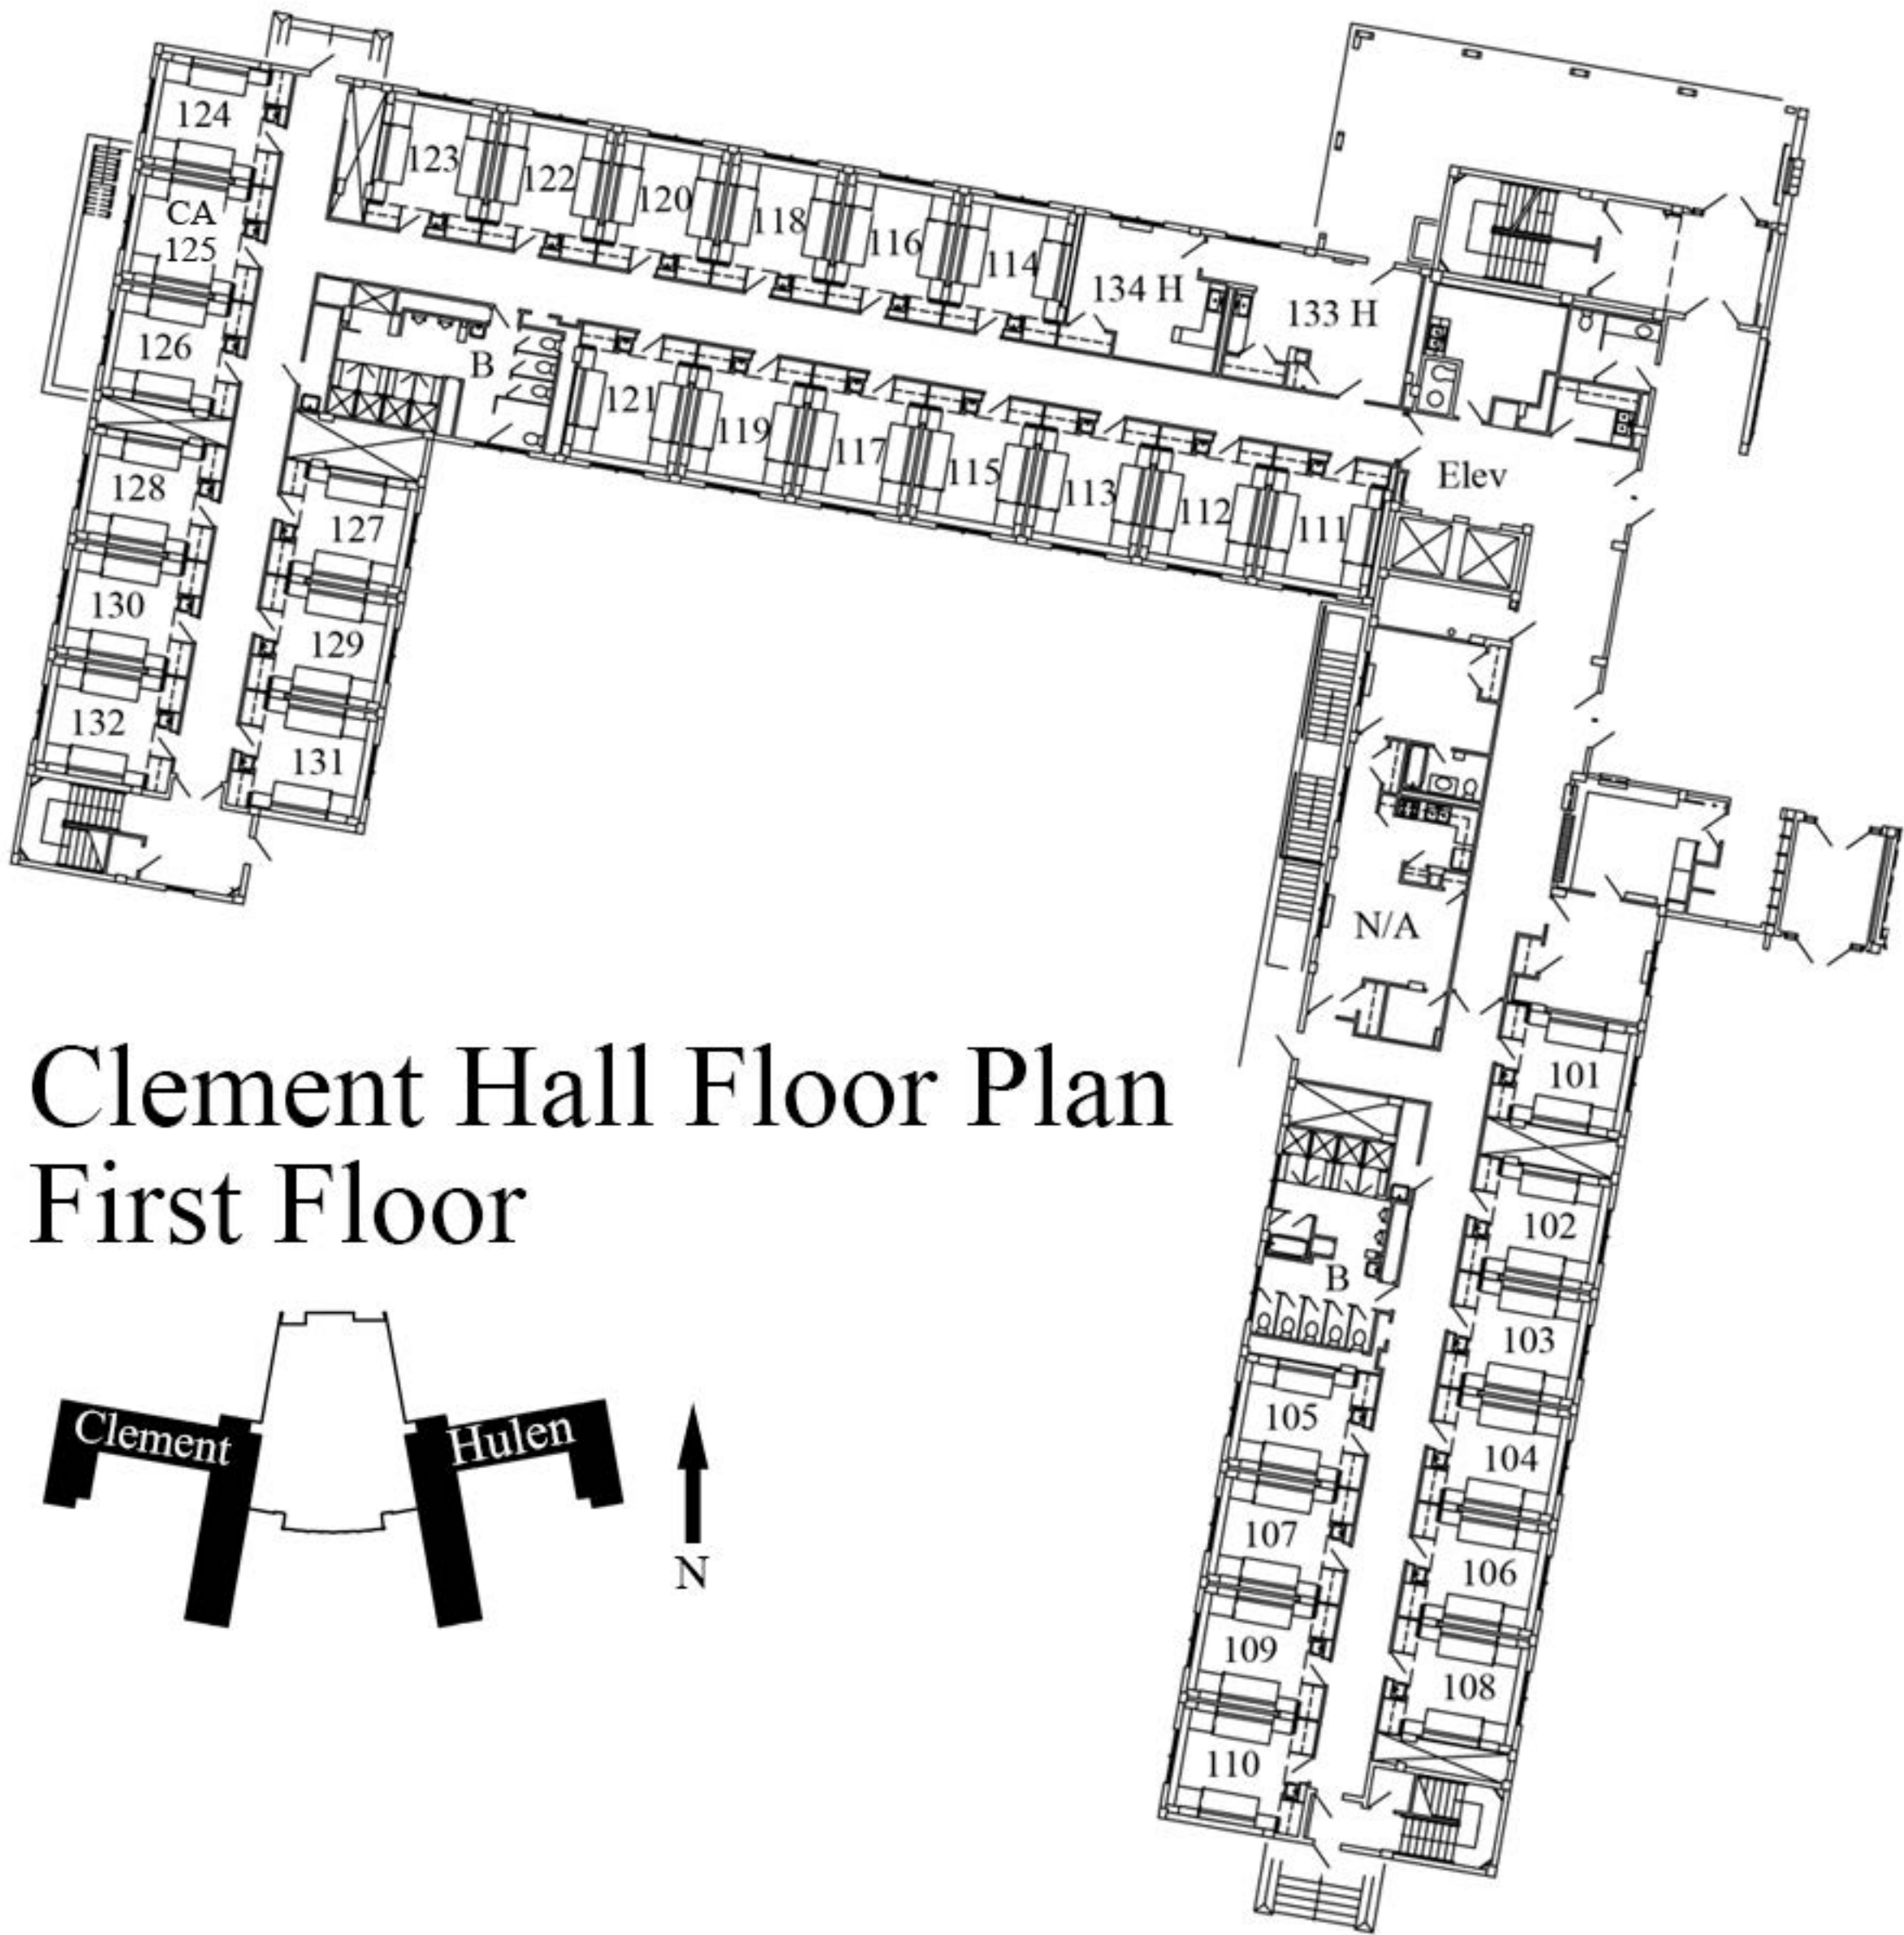 124
123
122
120
118
116
114
134 H
133 H
CA
125
126
B
121
119
117
115
113
112
111
Elev
128
127
130
129
132
131
N/A
Clement Hall Floor Plan
First Floor
101
102
B
103
105
104
107
106
109
108
110
Clement
Hulen
N